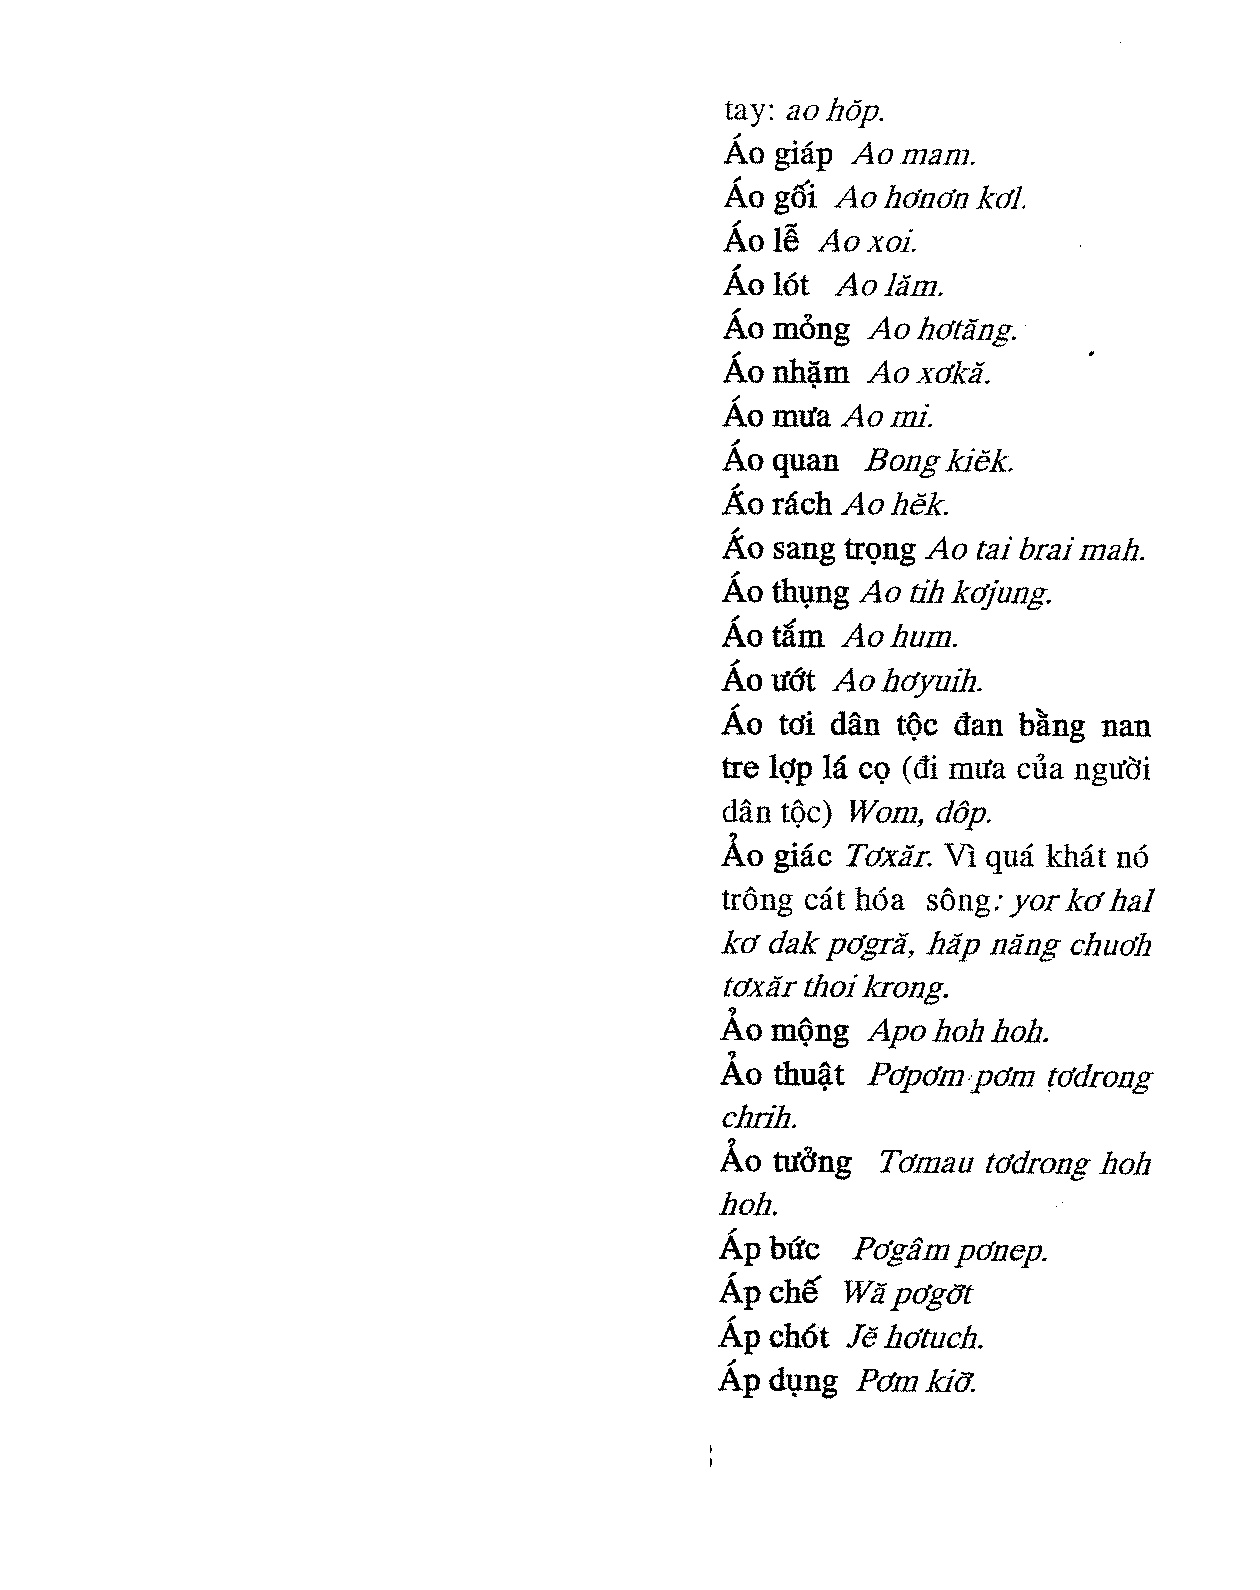 tay: ao hŏp.
Áo giáp Ao mam.
Áo gối Ao hơnơn kơl.
Áo lễ Ao xoi.
Áo lót Ao lăm.
Áo mỏng Ao hơtăng.
Áo nhặm Ao xơkă.
Áo mưa Ao mi.
Áo quan Bong kiĕk.
Áo rách Ao hĕk.
Áo sang trọng Ao tai brai mah.
Áo thụng Ao tih kơjung.
Áo tắm Ao hum.
Áo ướt Ao hơyuih.
Áo tơi dân tộc đan bằng nan
tre lợp lá cọ (đi mưa của người
dân tộc) Wom, dôp.
Ảo giác Tơxăr. Vì quá khát nó
trông cát hóa sông: yor kơ hal
kơ dak pơgră, hăp năng chuơh
tơxăr thoi krong.
Ảo mộng Apo hoh hoh.
Ảo thuật Pơpơm pơm tơdrong
chrih.
Ảo tưởng Tơmau tơdrong hoh
hoh.
Áp bức Pơgâm pơnep.
Áp chế Wă pơgơ̆t
Áp chót Jĕ hơtuch.
Áp dụng Pơm kiơ̆.